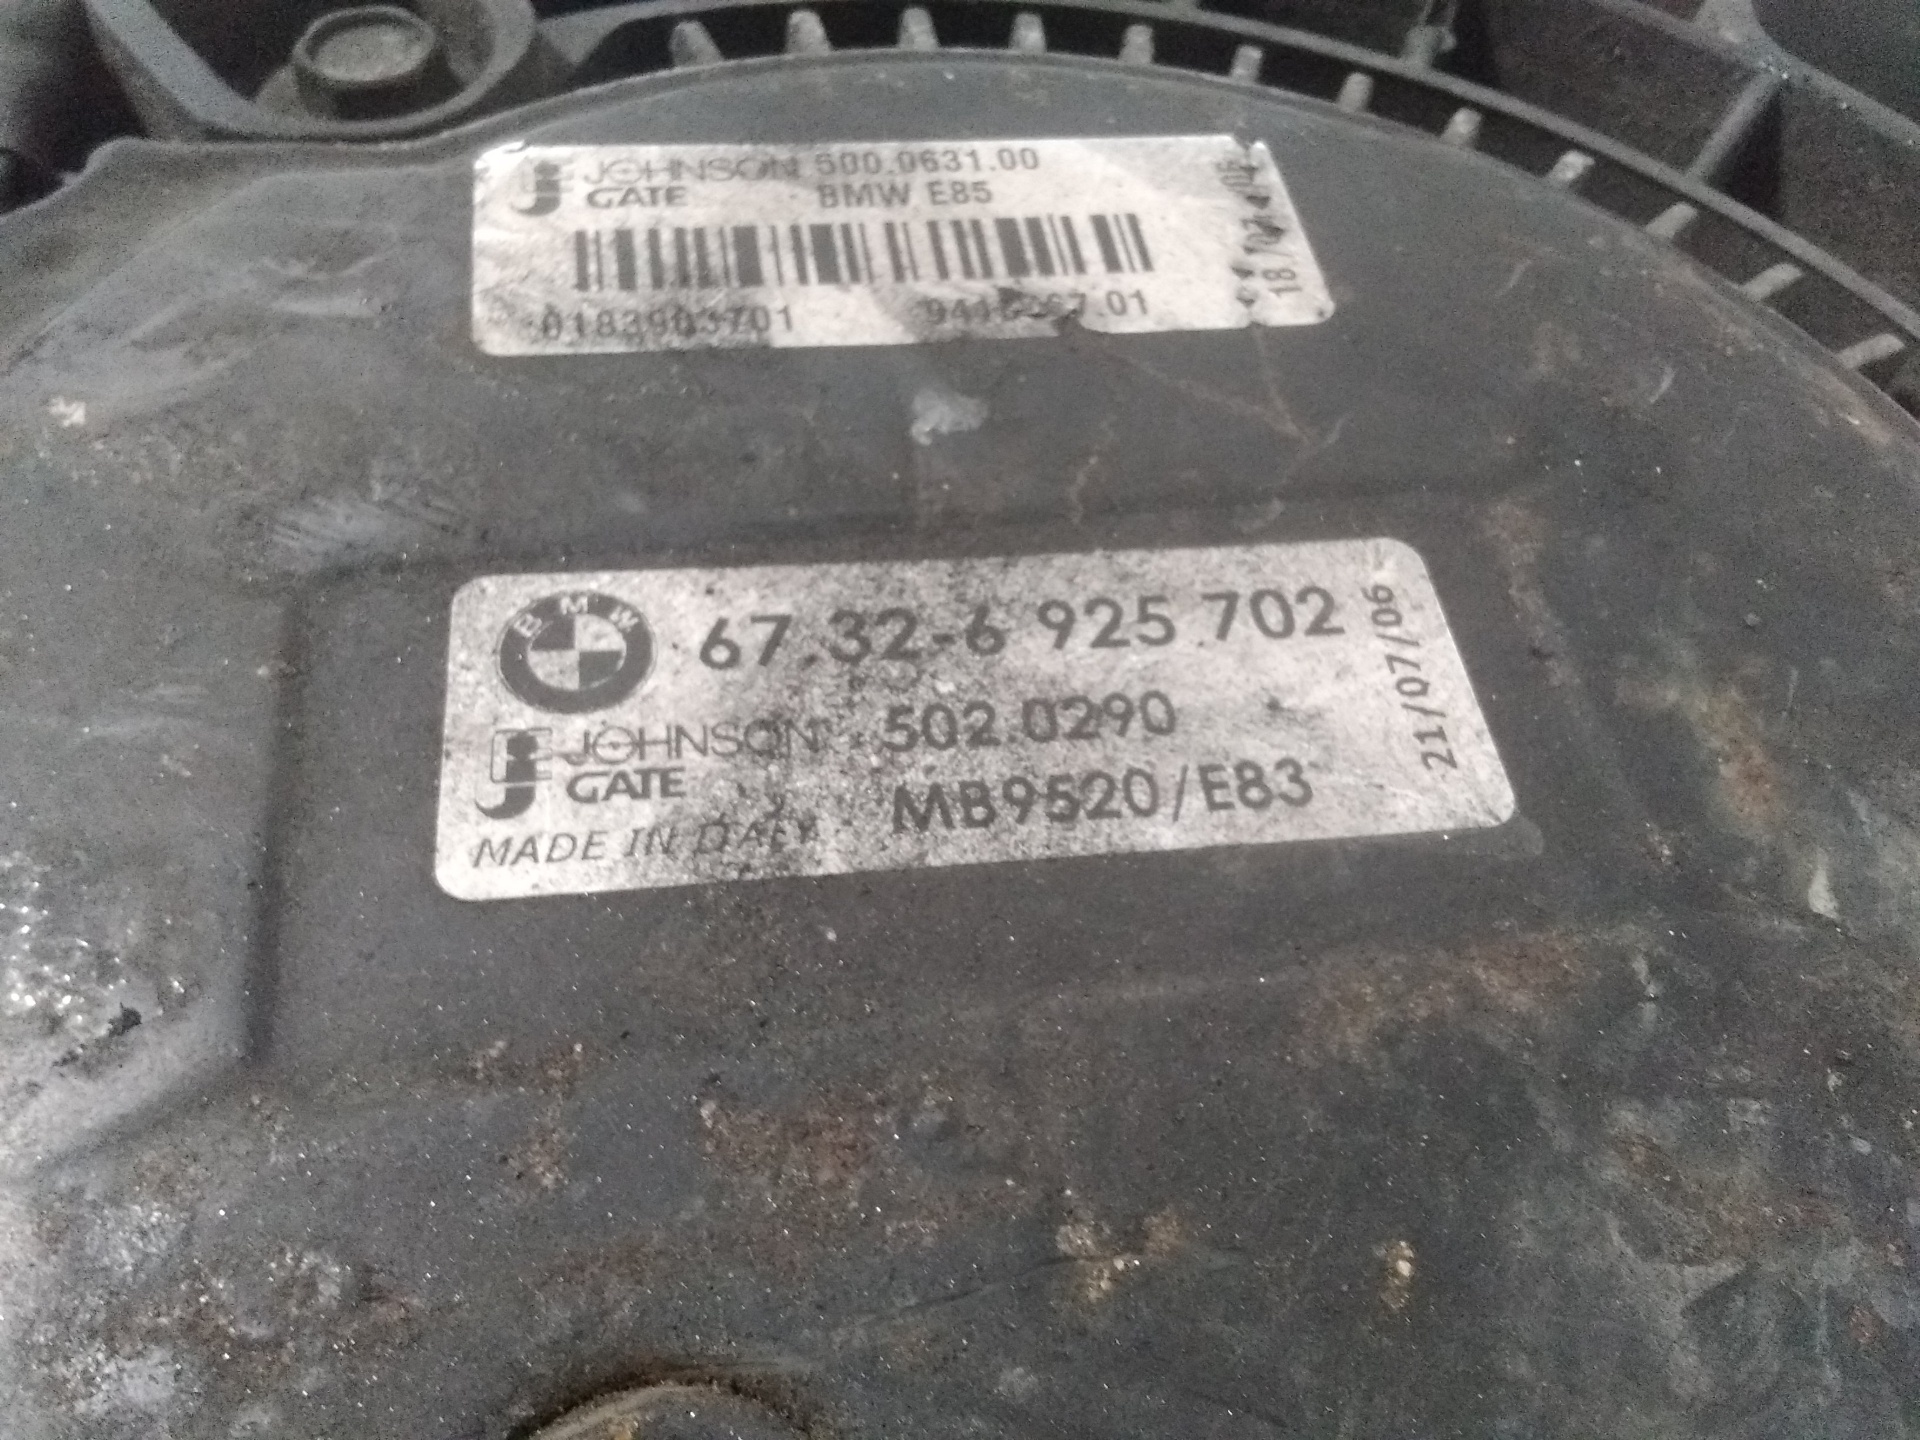 JOHNSON 500.0631.00
GATE BMW E85
0183903701
18/07/06
BMW
67.32-6 925 702
JOHNSON 502.0290
GATE MB9520/E83
MADE IN ITALY
21/07/06